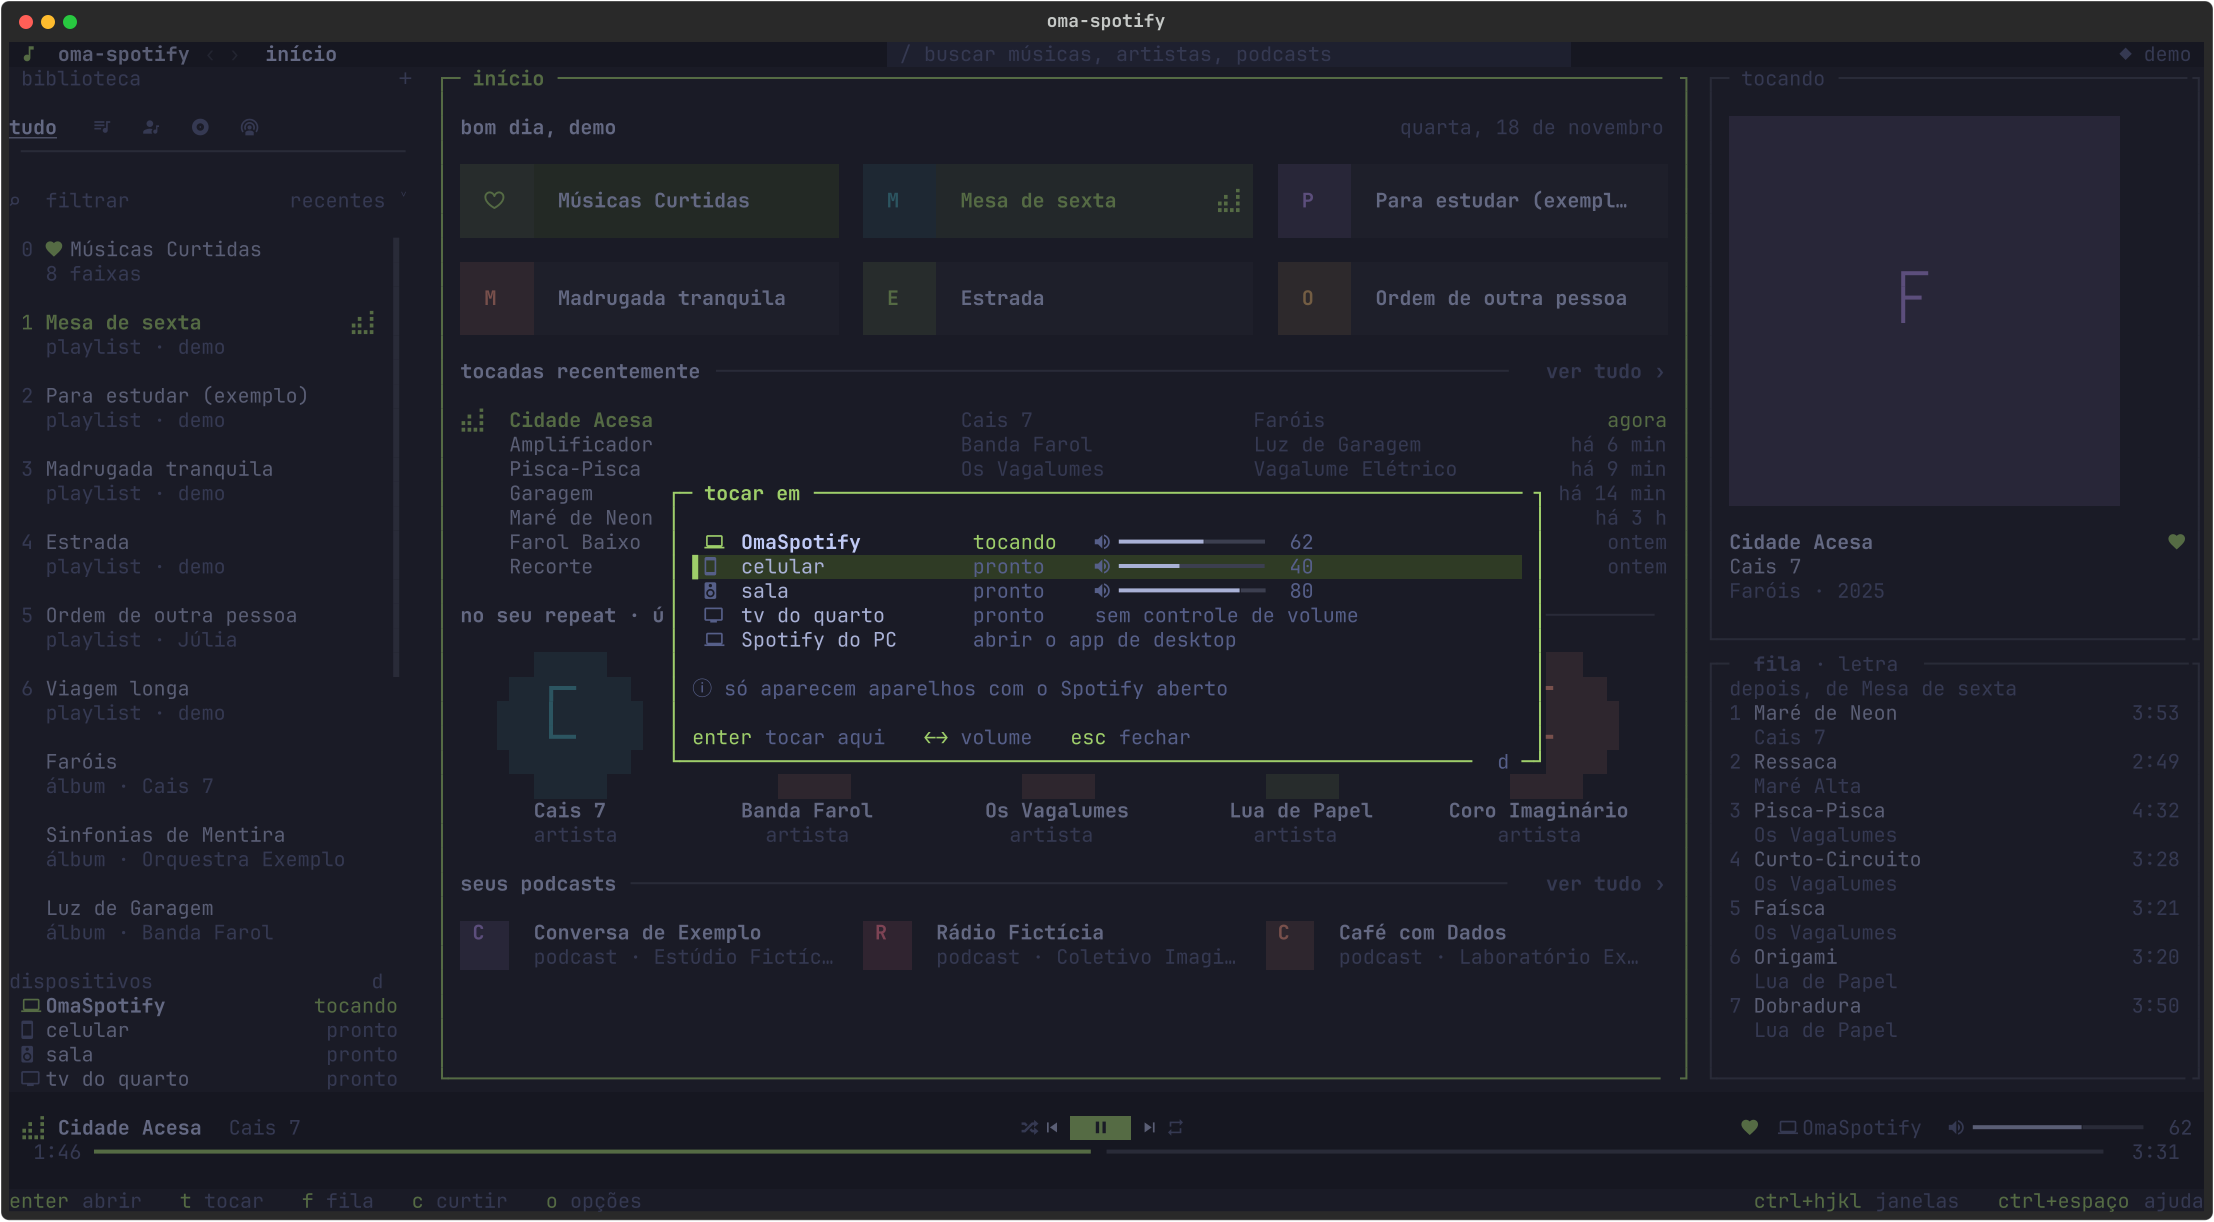 oma-spotify
oma-spotify ‹ › início
/ buscar músicas, artistas, podcasts
◆ demo
biblioteca +
tudo
filtrar recentes ˅
0 ♥ Músicas Curtidas
8 faixas
1 Mesa de sexta
playlist · demo
2 Para estudar (exemplo)
playlist · demo
3 Madrugada tranquila
playlist · demo
4 Estrada
playlist · demo
5 Ordem de outra pessoa
playlist · Júlia
6 Viagem longa
playlist · demo
Faróis
álbum · Cais 7
Sinfonias de Mentira
álbum · Orquestra Exemplo
Luz de Garagem
álbum · Banda Farol
dispositivos d
OmaSpotify tocando
celular pronto
sala pronto
tv do quarto pronto
início
bom dia, demo quarta, 18 de novembro
♡ Músicas Curtidas
M Mesa de sexta
P Para estudar (exempl…
M Madrugada tranquila
E Estrada
O Ordem de outra pessoa
tocadas recentemente ver tudo ›
Cidade Acesa Cais 7 Faróis agora
Amplificador Banda Farol Luz de Garagem há 6 min
Pisca-Pisca Os Vagalumes Vagalume Elétrico há 9 min
Garagem há 14 min
Maré de Neon há 3 h
Farol Baixo ontem
Recorte ontem
no seu repeat · ú
C
Cais 7
artista
Banda Farol
artista
Os Vagalumes
artista
Lua de Papel
artista
Coro Imaginário
artista
seus podcasts ver tudo ›
C Conversa de Exemplo
podcast · Estúdio Fictíc…
R Rádio Fictícia
podcast · Coletivo Imagi…
C Café com Dados
podcast · Laboratório Ex…
tocar em
OmaSpotify tocando 62
celular pronto 40
sala pronto 80
tv do quarto pronto sem controle de volume
Spotify do PC abrir o app de desktop
ⓘ só aparecem aparelhos com o Spotify aberto
enter tocar aqui ↔ volume esc fechar
d
tocando
F
Cidade Acesa ♥
Cais 7
Faróis · 2025
fila · letra
depois, de Mesa de sexta
1 Maré de Neon 3:53
Cais 7
2 Ressaca 2:49
Maré Alta
3 Pisca-Pisca 4:32
Os Vagalumes
4 Curto-Circuito 3:28
Os Vagalumes
5 Faísca 3:21
Os Vagalumes
6 Origami 3:20
Lua de Papel
7 Dobradura 3:50
Lua de Papel
Cidade Acesa Cais 7
♥ OmaSpotify 62
1:46 3:31
enter abrir t tocar f fila c curtir o opções
ctrl+hjkl janelas ctrl+espaço ajuda